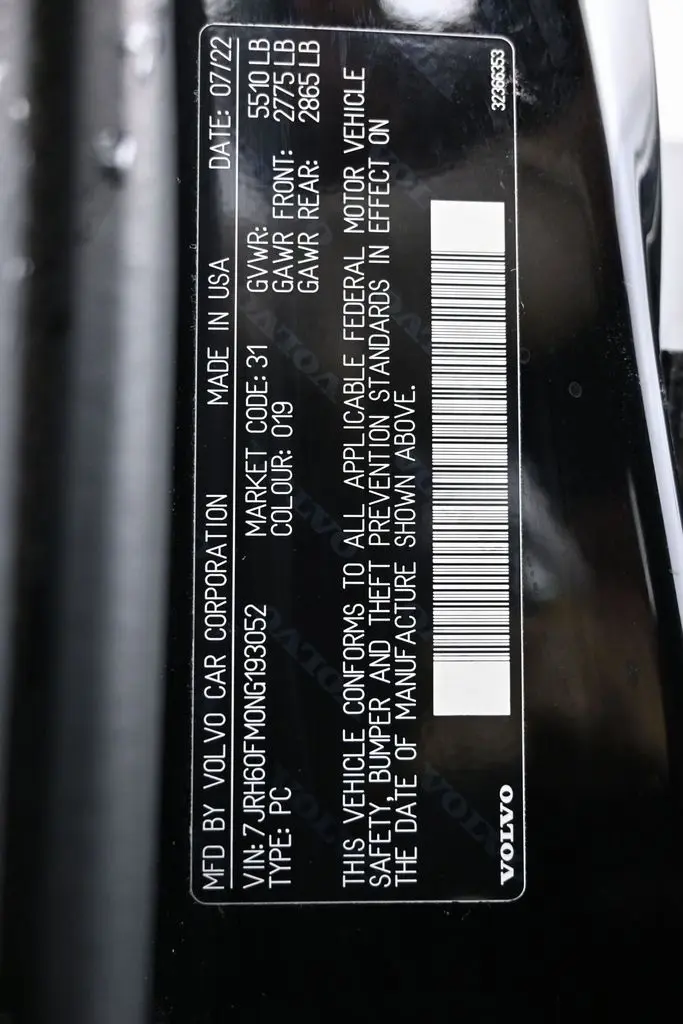 MFD BY VOLVO CAR CORPORATION MADE IN USA DATE: 07/22
VIN: 7JRH60FM0NG193052 MARKET CODE: 31 GVWR: 5510 LB
TYPE: PC COLOUR: 019 GAWR FRONT: 2775 LB
GAWR REAR: 2865 LB
THIS VEHICLE CONFORMS TO ALL APPLICABLE FEDERAL MOTOR VEHICLE
SAFETY, BUMPER AND THEFT PREVENTION STANDARDS IN EFFECT ON
THE DATE OF MANUFACTURE SHOWN ABOVE.
VOLVO
32366353